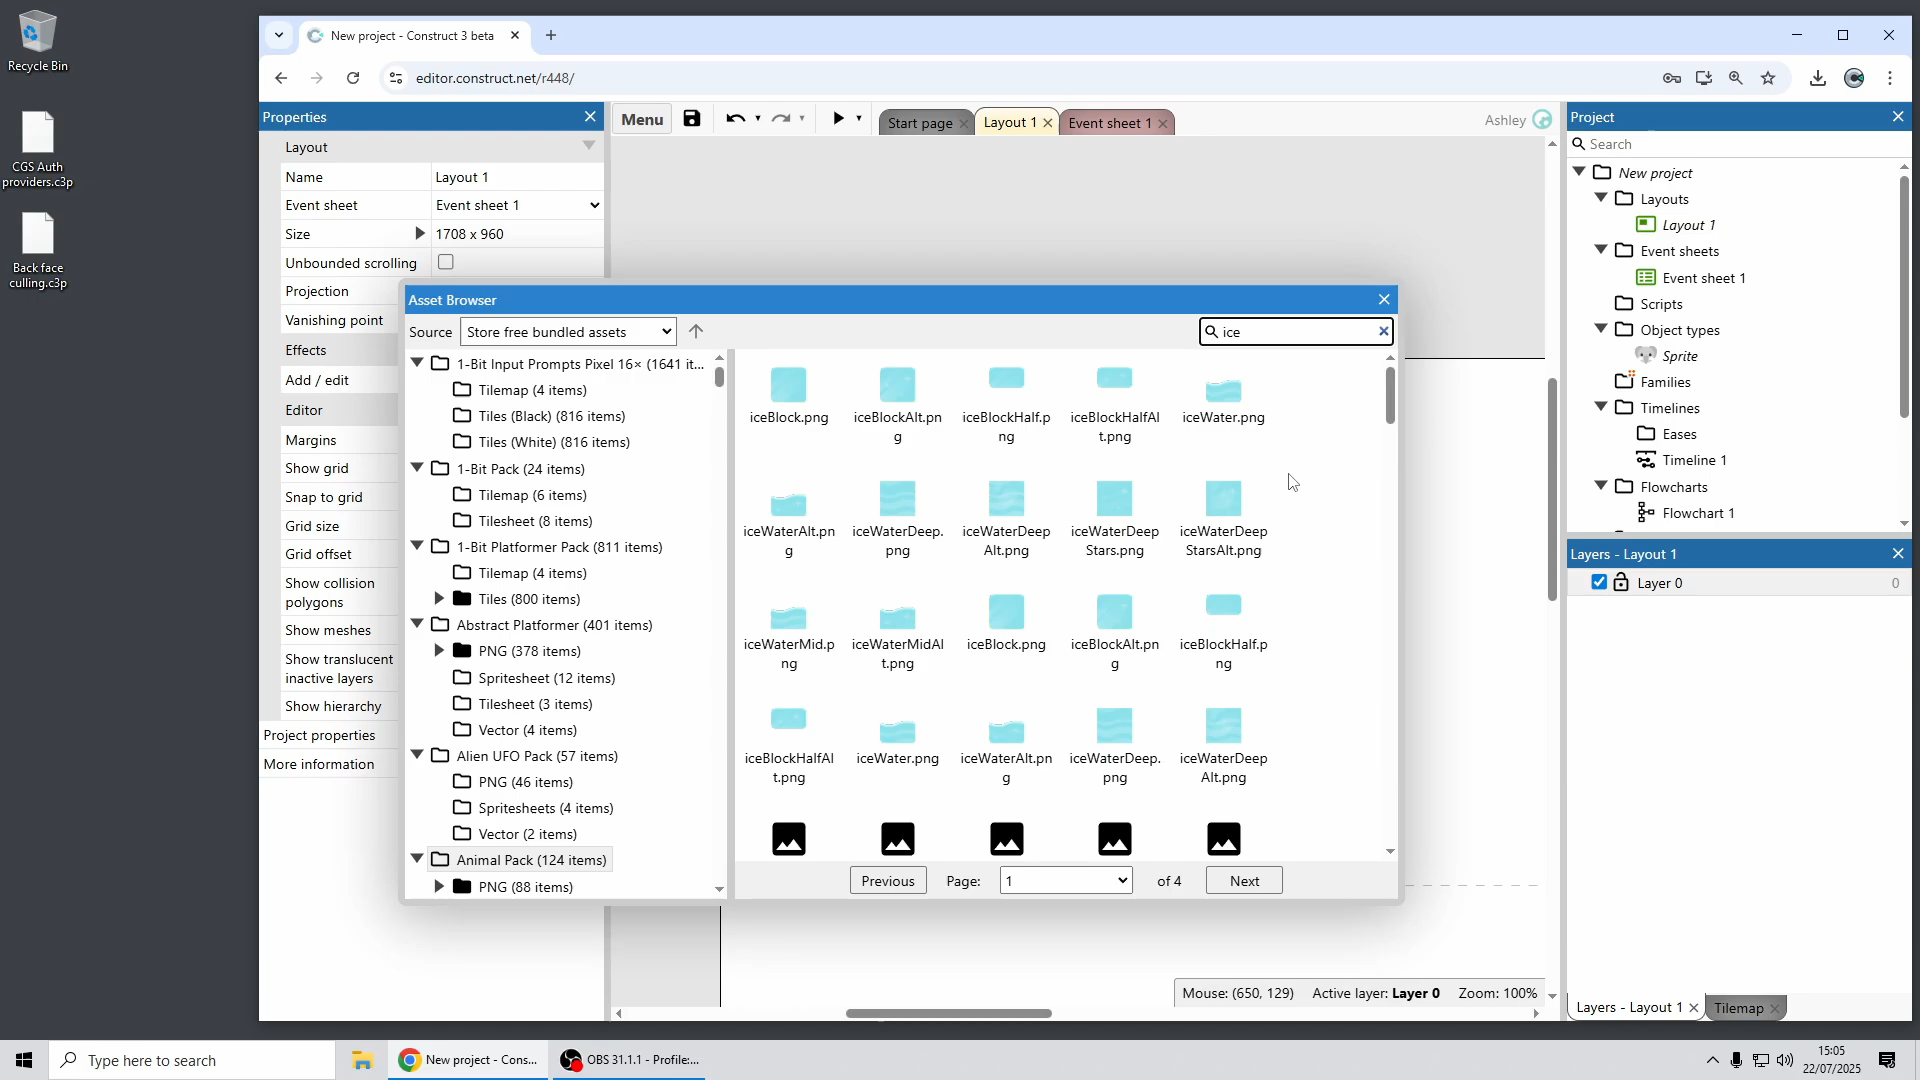 Recycle Bin
CGS Auth
providers.c3p
Back face
culling.c3p
New project - Construct 3 beta
editor.construct.net/r448/
Properties
Layout
Name
Layout 1
Event sheet
Event sheet 1
Size
1708 x 960
Unbounded scrolling
Projection
Vanishing point
Effects
Add / edit
Editor
Margins
Show grid
Snap to grid
Grid size
Grid offset
Show collision
polygons
Show meshes
Show translucent
inactive layers
Show hierarchy
Project properties
More information
Menu
Start page
Layout 1
Event sheet 1
Ashley
Asset Browser
Source
Store free bundled assets
ice
1-Bit Input Prompts Pixel 16× (1641 it...
Tilemap (4 items)
Tiles (Black) (816 items)
Tiles (White) (816 items)
1-Bit Pack (24 items)
Tilemap (6 items)
Tilesheet (8 items)
1-Bit Platformer Pack (811 items)
Tilemap (4 items)
Tiles (800 items)
Abstract Platformer (401 items)
PNG (378 items)
Spritesheet (12 items)
Tilesheet (3 items)
Vector (4 items)
Alien UFO Pack (57 items)
PNG (46 items)
Spritesheets (4 items)
Vector (2 items)
Animal Pack (124 items)
PNG (88 items)
iceBlock.png
iceBlockAlt.pn
g
iceBlockHalf.p
ng
iceBlockHalfAl
t.png
iceWater.png
iceWaterAlt.pn
g
iceWaterDeep.
png
iceWaterDeep
Alt.png
iceWaterDeep
Stars.png
iceWaterDeep
StarsAlt.png
iceWaterMid.p
ng
iceWaterMidAl
t.png
iceBlock.png
iceBlockAlt.pn
g
iceBlockHalf.p
ng
iceBlockHalfAl
t.png
iceWater.png
iceWaterAlt.pn
g
iceWaterDeep.
png
iceWaterDeep
Alt.png
Previous
Page:
1
of 4
Next
Mouse: (650, 129)
Active layer: Layer 0
Zoom: 100%
Project
Search
New project
Layouts
Layout 1
Event sheets
Event sheet 1
Scripts
Object types
Sprite
Families
Timelines
Eases
Timeline 1
Flowcharts
Flowchart 1
Layers - Layout 1
Layer 0
0
Layers - Layout 1
Tilemap
Type here to search
New project - Cons...
OBS 31.1.1 - Profile:...
15:05
22/07/2025